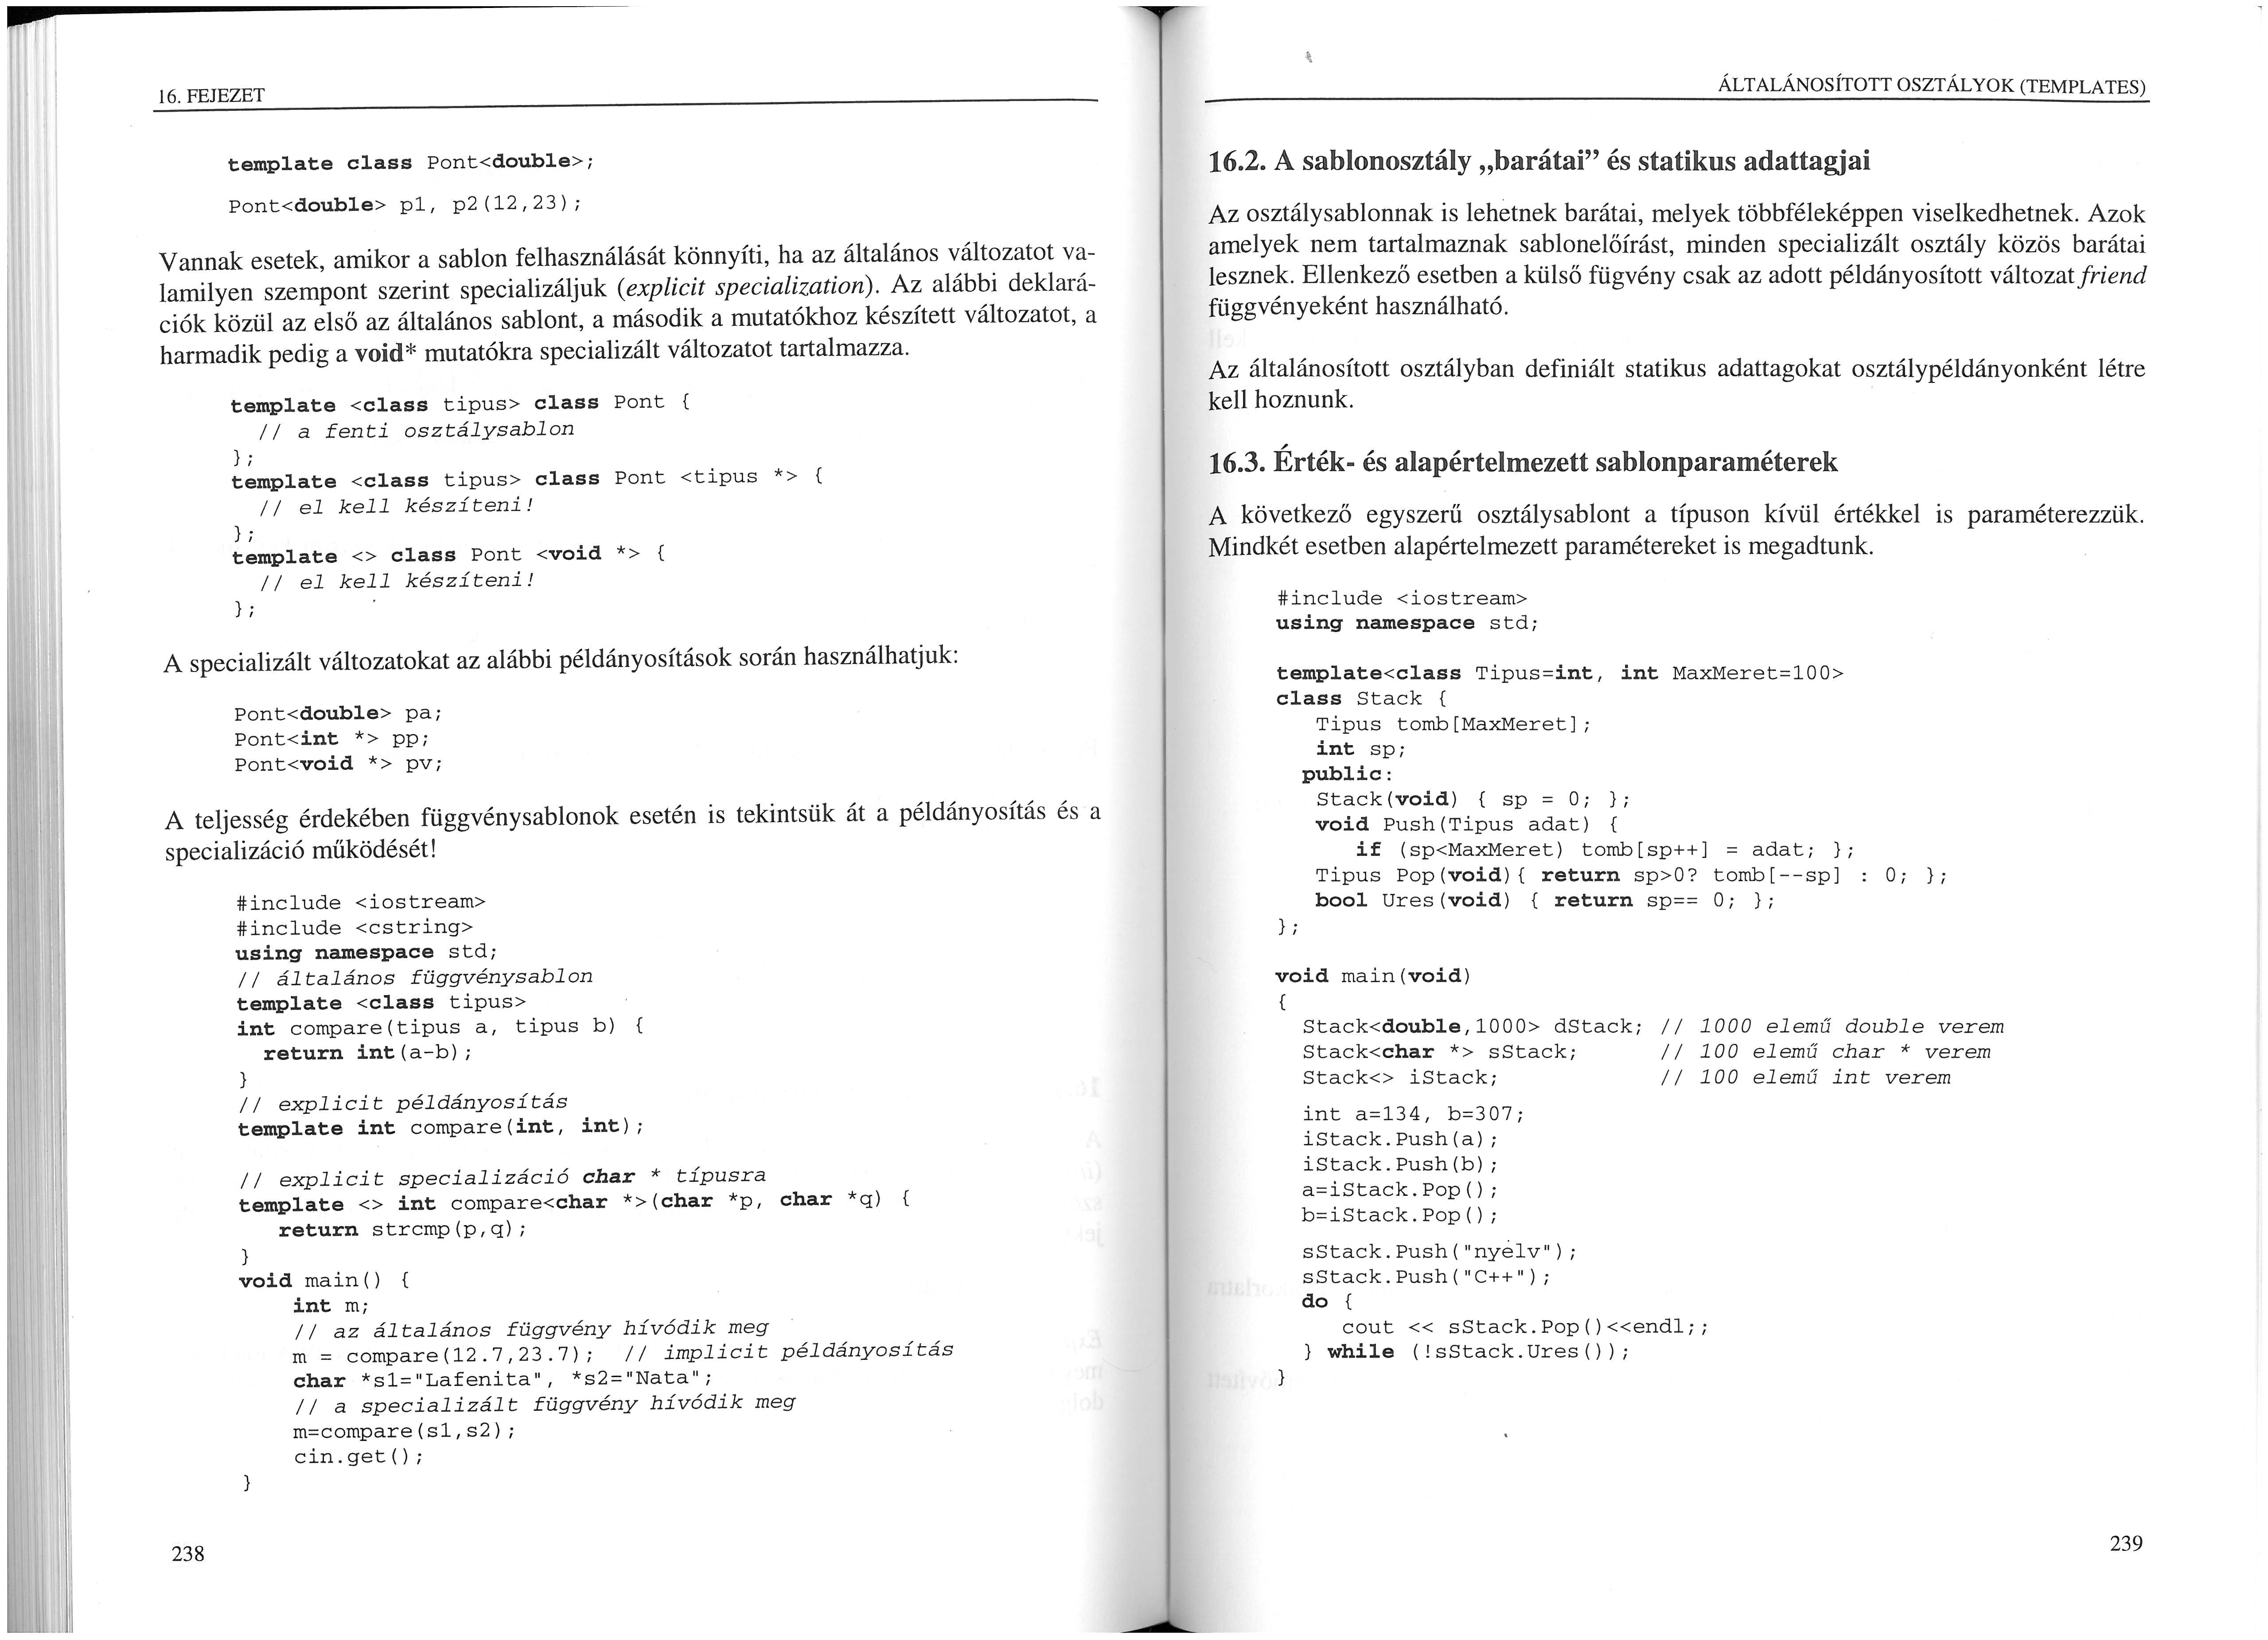 16. FEJEZET
template class Pont<double>;
Pont<double> p1, p2(12,23);
Vannak esetek, amikor a sablon felhasználását könnyíti, ha az általános változatot va-
lamilyen szempont szerint specializáljuk (explicit specialization). Az alábbi deklará-
ciók közül az első az általános sablont, a második a mutatókhoz készített változatot, a
harmadik pedig a void* mutatókra specializált változatot tartalmazza.
template <class tipus> class Pont {
// a fenti osztálysablon
};
template <class tipus> class Pont <tipus *> {
// el kell készíteni!
};
template <> class Pont <void *> {
// el kell készíteni!
};
A specializált változatokat az alábbi példányosítások során használhatjuk:
Pont<double> pa;
Pont<int *> pp;
Pont<void *> pv;
A teljesség érdekében függvénysablonok esetén is tekintsük át a példányosítás és a
specializáció működését!
#include <iostream>
#include <cstring>
using namespace std;
// általános függvénysablon
template <class tipus>
int compare(tipus a, tipus b) {
return int(a-b);
}
// explicit példányosítás
template int compare(int, int);
// explicit specializáció char * típusra
template <> int compare<char *>(char *p, char *q) {
return strcmp(p,q);
}
void main() {
int m;
// az általános függvény hívódik meg
m = compare(12.7,23.7); // implicit példányosítás
char *s1="Lafenita", *s2="Nata";
// a specializált függvény hívódik meg
m=compare(s1,s2);
cin.get();
}
238
ÁLTALÁNOSÍTOTT OSZTÁLYOK (TEMPLATES)
16.2. A sablonosztály „barátai” és statikus adattagjai
Az osztálysablonnak is lehetnek barátai, melyek többféleképpen viselkedhetnek. Azok
amelyek nem tartalmaznak sablonelőírást, minden specializált osztály közös barátai
lesznek. Ellenkező esetben a külső fügvény csak az adott példányosított változat friend
függvényeként használható.
Az általánosított osztályban definiált statikus adattagokat osztálypéldányonként létre
kell hoznunk.
16.3. Érték- és alapértelmezett sablonparaméterek
A következő egyszerű osztálysablont a típuson kívül értékkel is paraméterezzük.
Mindkét esetben alapértelmezett paramétereket is megadtunk.
#include <iostream>
using namespace std;
template<class Tipus=int, int MaxMeret=100>
class Stack {
Tipus tomb[MaxMeret];
int sp;
public:
Stack(void) { sp = 0; };
void Push(Tipus adat) {
if (sp<MaxMeret) tomb[sp++] = adat; };
Tipus Pop(void){ return sp>0? tomb[--sp] : 0; };
bool Ures(void) { return sp== 0; };
};
void main(void)
{
Stack<double,1000> dStack; // 1000 elemű double verem
Stack<char *> sStack; // 100 elemű char * verem
Stack<> iStack; // 100 elemű int verem
int a=134, b=307;
iStack.Push(a);
iStack.Push(b);
a=iStack.Pop();
b=iStack.Pop();
sStack.Push("nyelv");
sStack.Push("C++");
do {
cout << sStack.Pop()<<endl;;
} while (!sStack.Ures());
}
239